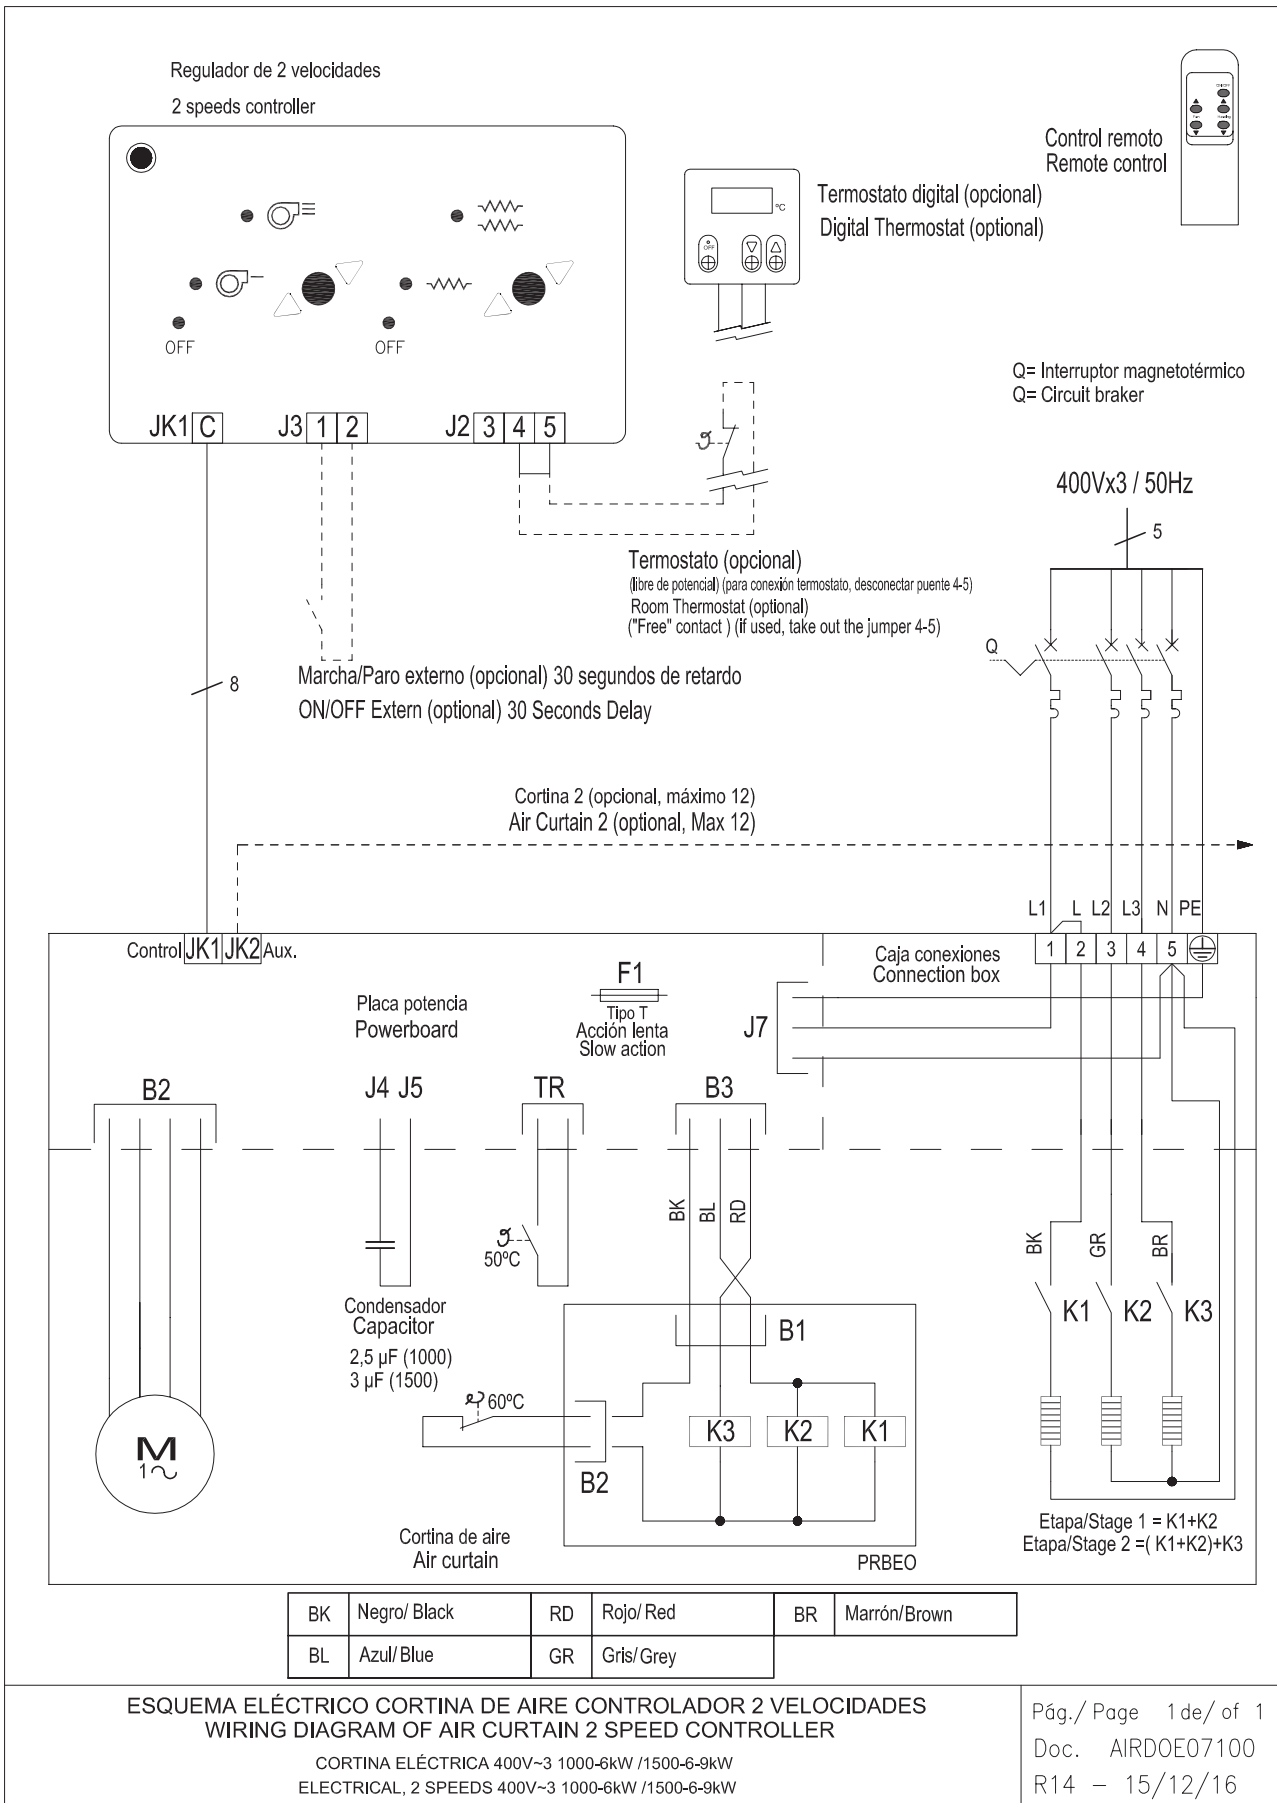 Regulador de 2 velocidades
2 speeds controller
ON/OFF
Fan
Heating
Control remoto
Remote control
°C
OFF
Termostato digital (opcional)
Digital Thermostat (optional)
OFF
OFF
JK1 C
J3 1 2
J2 3 4 5
Q= Interruptor magnetotérmico
Q= Circuit braker
400Vx3 / 50Hz
5
Termostato (opcional)
(libre de potencial) (para conexión termostato, desconectar puente 4-5)
Room Thermostat (optional)
("Free" contact ) (if used, take out the jumper 4-5)
Q
8
Marcha/Paro externo (opcional) 30 segundos de retardo
ON/OFF Extern (optional) 30 Seconds Delay
Cortina 2 (opcional, máximo 12)
Air Curtain 2 (optional, Max 12)
L1 L L2 L3 N PE
Control JK1 JK2 Aux.
Caja conexiones
Connection box
1 2 3 4 5
Placa potencia
Powerboard
F1
Tipo T
Acción lenta
Slow action
J7
B2
J4 J5
TR
B3
BK
BL
RD
BK
GR
BR
50ºC
Condensador
Capacitor
2,5 µF (1000)
3 µF (1500)
B1
K1
K2
K3
60ºC
K3
K2
K1
M
1~
B2
Cortina de aire
Air curtain
PRBEO
Etapa/Stage 1 = K1+K2
Etapa/Stage 2 =( K1+K2)+K3
BK Negro/ Black RD Rojo/ Red BR Marrón/Brown
BL Azul/ Blue GR Gris/ Grey
ESQUEMA ELÉCTRICO CORTINA DE AIRE CONTROLADOR 2 VELOCIDADES
WIRING DIAGRAM OF AIR CURTAIN 2 SPEED CONTROLLER
CORTINA ELÉCTRICA 400V~3 1000-6kW /1500-6-9kW
ELECTRICAL, 2 SPEEDS 400V~3 1000-6kW /1500-6-9kW
Pág./ Page 1 de/ of 1
Doc. AIRDOE07100
R14 - 15/12/16